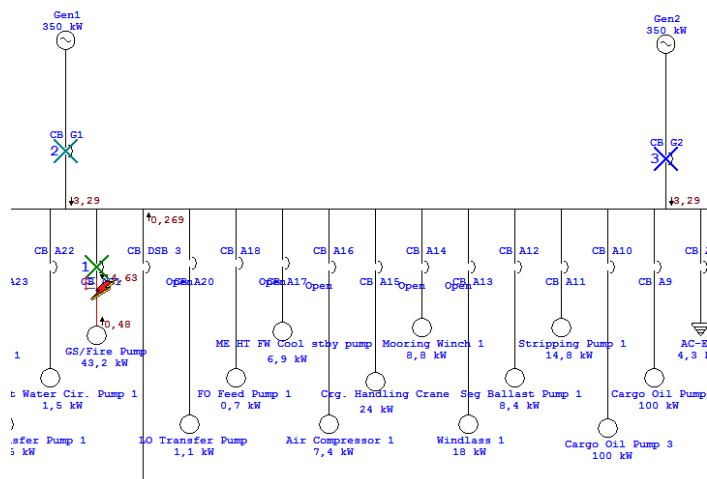 Gen1
350 kW
Gen2
350 kW
CB G1
2
CB G2
3
3,29
0,269
3,29
CB A22
CB DSB 3
CB A18
CB A16
CB A14
CB A12
CB A10
CB A
1
14,63
A23
Open
CB A20
Open
CB A17
Open
CB A15
Open
Open
CB A13
CB A11
CB A9
0,48
GS/Fire Pump
43,2 kW
ME HT FW Cool stby pump
6,9 kW
Mooring Winch 1
8,8 kW
Stripping Pump 1
14,8 kW
AC-E
4,3 k
1
t Water Cir. Pump 1
1,5 kW
FO Feed Pump 1
0,7 kW
Crg. Handling Crane
24 kW
Seg Ballast Pump 1
8,4 kW
Cargo Oil Pump
100 kW
sfer Pump 1
5 kW
LO Transfer Pump
1,1 kW
Air Compressor 1
7,4 kW
Windlass 1
18 kW
Cargo Oil Pump 3
100 kW